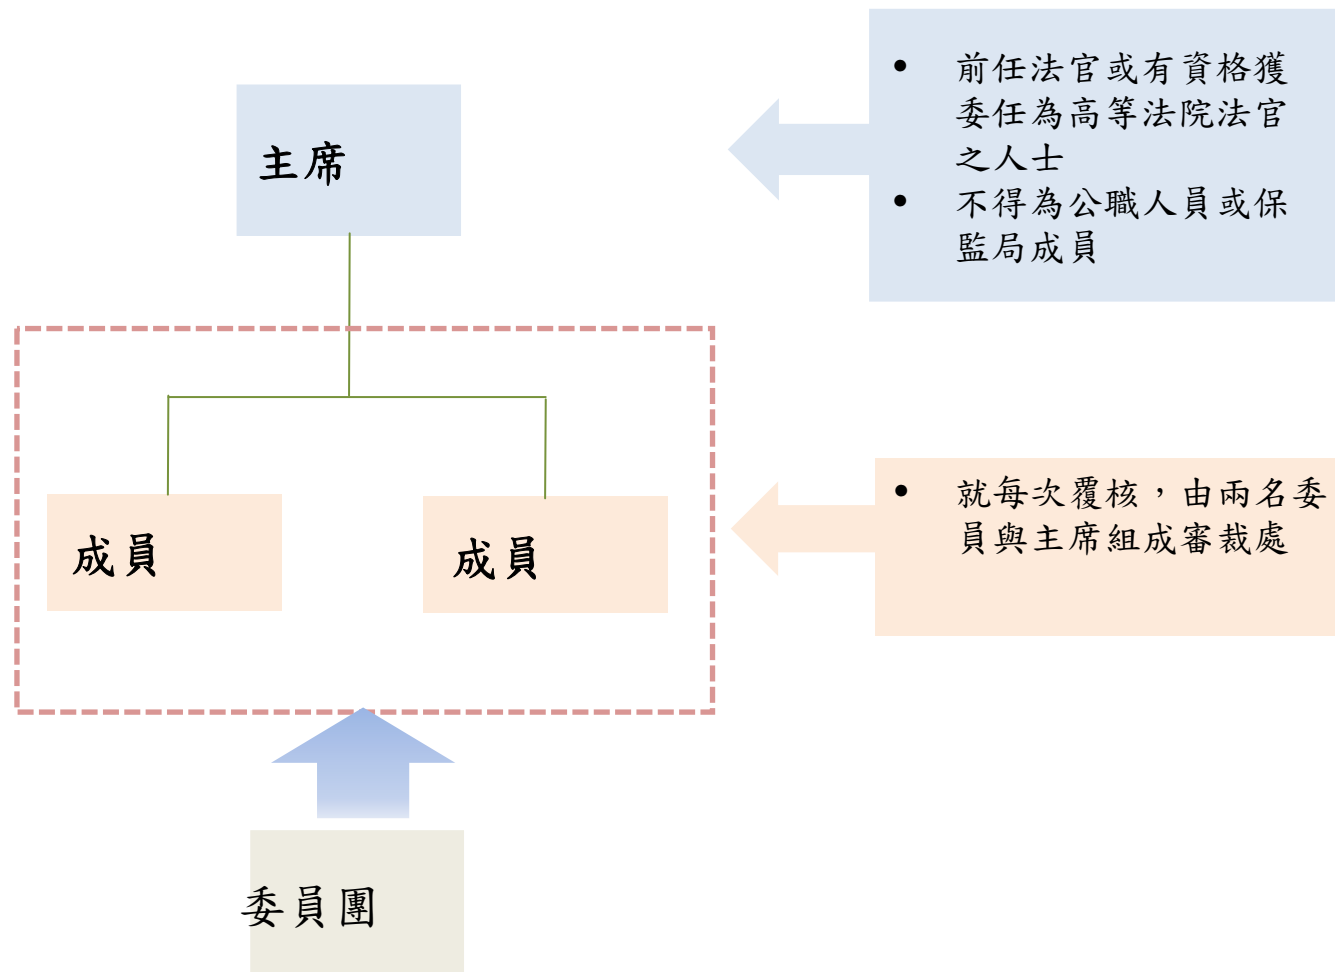 主席
• 前任法官或有資格獲
委任為高等法院法官
之人士
• 不得為公職人員或保
監局成員
成員
成員
• 就每次覆核，由兩名委
員與主席組成審裁處
委員團